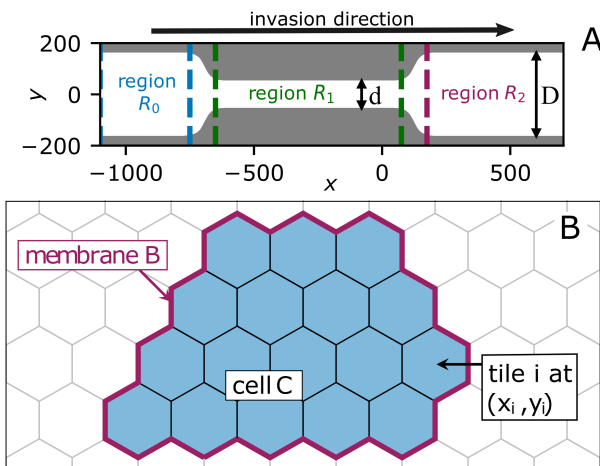 invasion direction
A
200
0
−200
y
region
R0
region R1
d
region R2
D
−1000
−500
0
500
x
B
membrane B
cell C
tile i at
(xi ,yi)